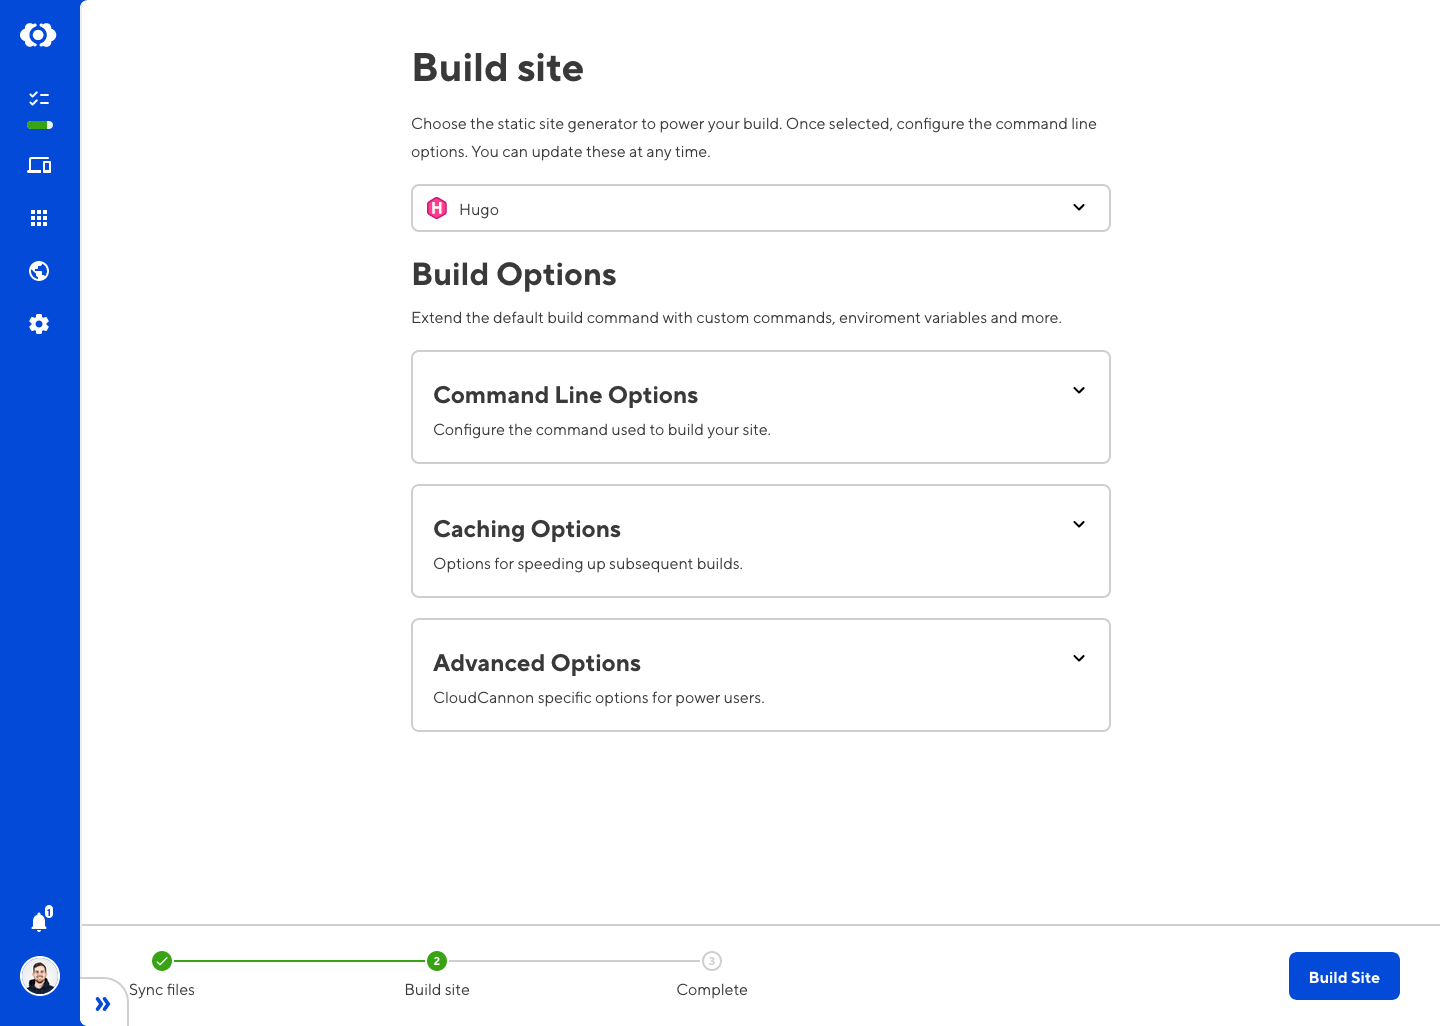 Build site
Choose the static site generator to power your build. Once selected, configure the command line
options. You can update these at any time.
H Hugo
Build Options
Extend the default build command with custom commands, enviroment variables and more.
Command Line Options
Configure the command used to build your site.
Caching Options
Options for speeding up subsequent builds.
Advanced Options
CloudCannon specific options for power users.
1
2
3
Sync files
Build site
Complete
Build Site